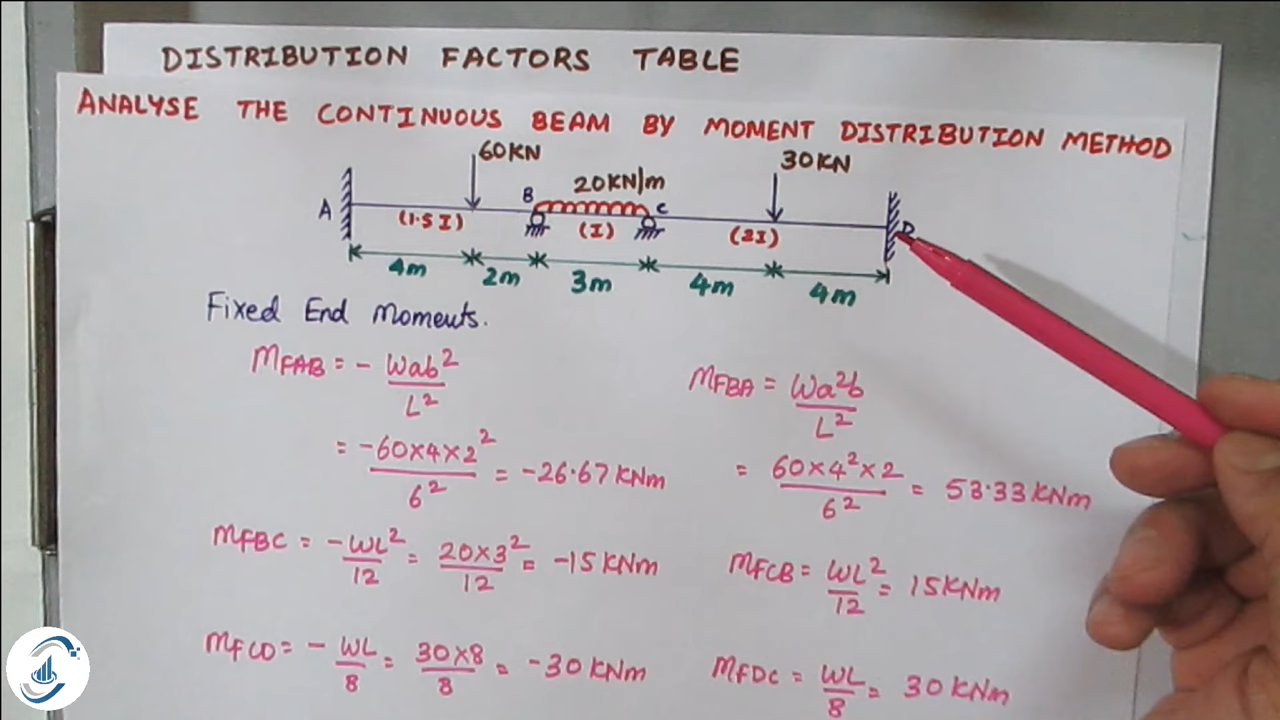 DISTRIBUTION FACTORS TABLE
ANALYSE THE CONTINUOUS BEAM BY MOMENT DISTRIBUTION METHOD
60KN
20KN/m
30KN
A
B
C
D
(1.5I)
(I)
(2I)
4m
2m
3m
4m
4m
Fixed End Moments.
MFAB = - Wab²/L²
= -60×4×2²/6² = -26.67 KNm
MFBA = Wa²b/L²
= 60×4²×2/6² = 53.33 KNm
MFBC = -WL²/12 = 20×3²/12 = -15 KNm
MFCB = WL²/12 = 15 KNm
MFCD = - WL/8 = 30×8/8 = -30 KNm
MFDC = WL/8 = 30 KNm